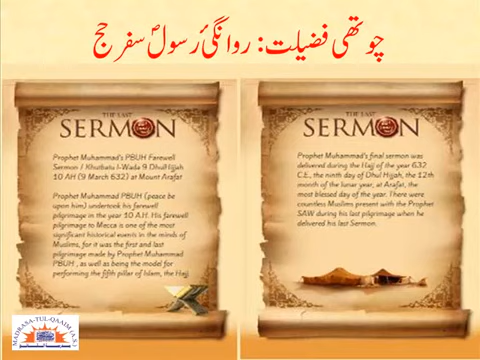 چوتھی فضیلت: روانگیٔ رسولؐ سفر حج
THE LAST
SERMON
Prophet Muhammad's PBUH Farewell
Sermon / Khutbatu l-Wada 9 Dhul Hijjah
10 AH (9 March 632) at Mount Arafat
Prophet Muhammad PBUH (peace be
upon him) undertook his farewell
pilgrimage in the year 10 A.H. His farewell
pilgrimage to Mecca is one of the most
significant historical events in the minds of
Muslims, for it was the first and last
pilgrimage made by Prophet Muhammad
PBUH , as well as being the model for
performing the fifth pillar of Islam, the Hajj.
THE LAST
SERMON
Prophet Muhammad's final sermon was
delivered during the Hajj of the year 632
C.E., the ninth day of Dhul Hijjah, the 12th
month of the lunar year, at Arafat, the
most blessed day of the year. There were
countless Muslims present with the Prophet
SAW during his last pilgrimage when he
delivered his last Sermon.
MADRASA-TUL-QAAIM (A.S.)